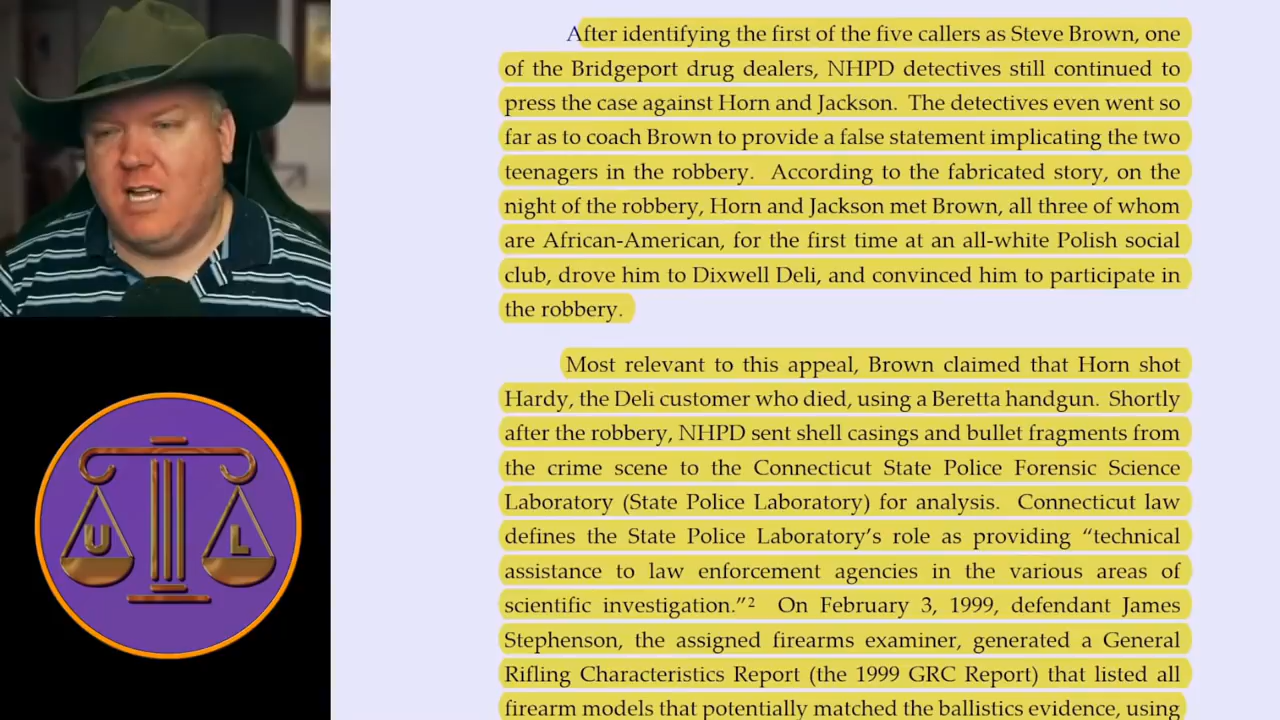 After identifying the first of the five callers as Steve Brown, one
of the Bridgeport drug dealers, NHPD detectives still continued to
press the case against Horn and Jackson. The detectives even went so
far as to coach Brown to provide a false statement implicating the two
teenagers in the robbery. According to the fabricated story, on the
night of the robbery, Horn and Jackson met Brown, all three of whom
are African-American, for the first time at an all-white Polish social
club, drove him to Dixwell Deli, and convinced him to participate in
the robbery.
Most relevant to this appeal, Brown claimed that Horn shot
Hardy, the Deli customer who died, using a Beretta handgun. Shortly
after the robbery, NHPD sent shell casings and bullet fragments from
the crime scene to the Connecticut State Police Forensic Science
Laboratory (State Police Laboratory) for analysis. Connecticut law
defines the State Police Laboratory’s role as providing “technical
assistance to law enforcement agencies in the various areas of
scientific investigation.”² On February 3, 1999, defendant James
Stephenson, the assigned firearms examiner, generated a General
Rifling Characteristics Report (the 1999 GRC Report) that listed all
firearm models that potentially matched the ballistics evidence, using
U L